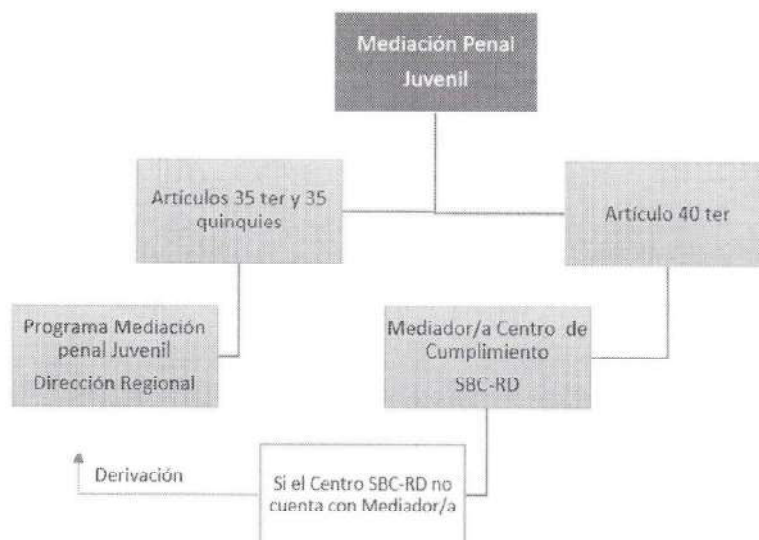 Mediación Penal
Juvenil
Artículos 35 ter y 35
quinquies
Artículo 40 ter
Programa Mediación
penal Juvenil
Dirección Regional
Mediador/a Centro de
Cumplimiento
SBC-RD
Derivación
Si el Centro SBC-RD no
cuenta con Mediador/a